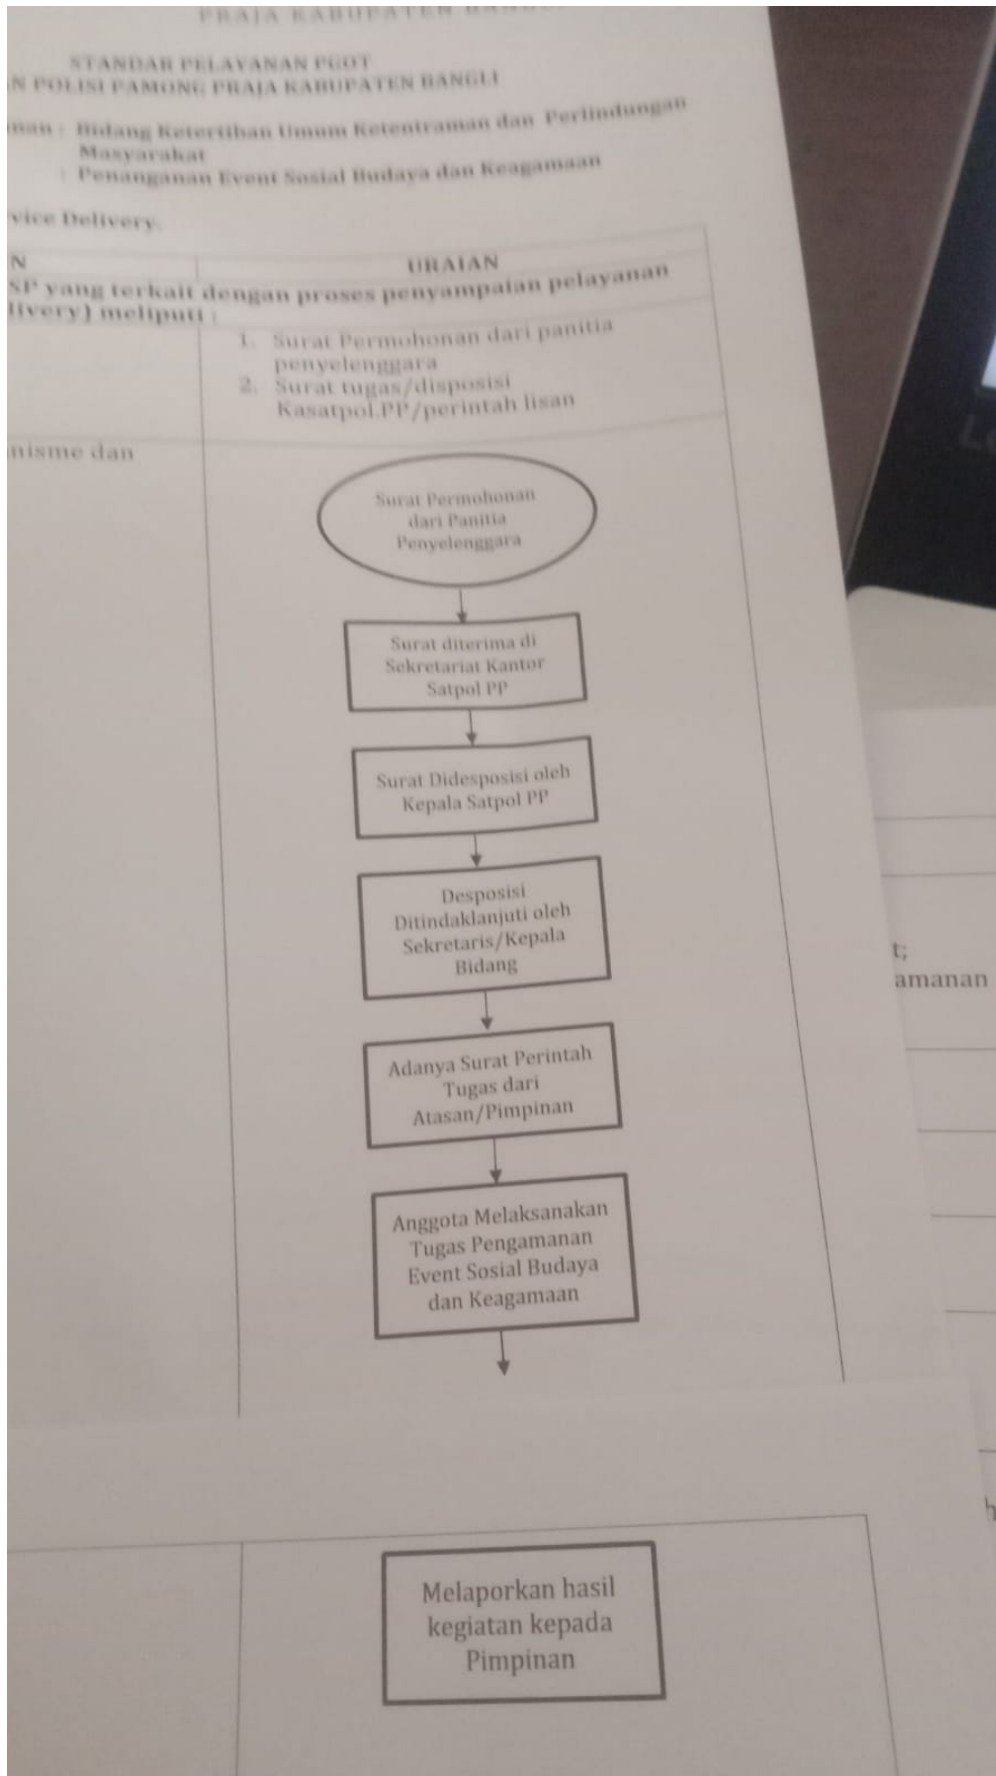 PRAJA KABUPATEN
STANDAR PELAYANAN PGOT
N POLISI PAMONG PRAJA KABUPATEN BANGLI
nan : Bidang Ketertiban Umum Ketentraman dan Perlindungan
Masyarakat
: Penanganan Event Sosial Budaya dan Keagamaan
vice Delivery.
N URAIAN
SP yang terkait dengan proses penyampaian pelayanan
livery) meliputi :
1. Surat Permohonan dari panitia
penyelenggara
2. Surat tugas/disposisi
Kasatpol.PP/perintah lisan
nisme dan
Surat Permohonan
dari Panitia
Penyelenggara
Surat diterima di
Sekretariat Kantor
Satpol PP
Surat Didesposisi oleh
Kepala Satpol PP
Desposisi
Ditindaklanjuti oleh
Sekretaris/Kepala
Bidang
t;
amanan
Adanya Surat Perintah
Tugas dari
Atasan/Pimpinan
Anggota Melaksanakan
Tugas Pengamanan
Event Sosial Budaya
dan Keagamaan
Melaporkan hasil
kegiatan kepada
Pimpinan